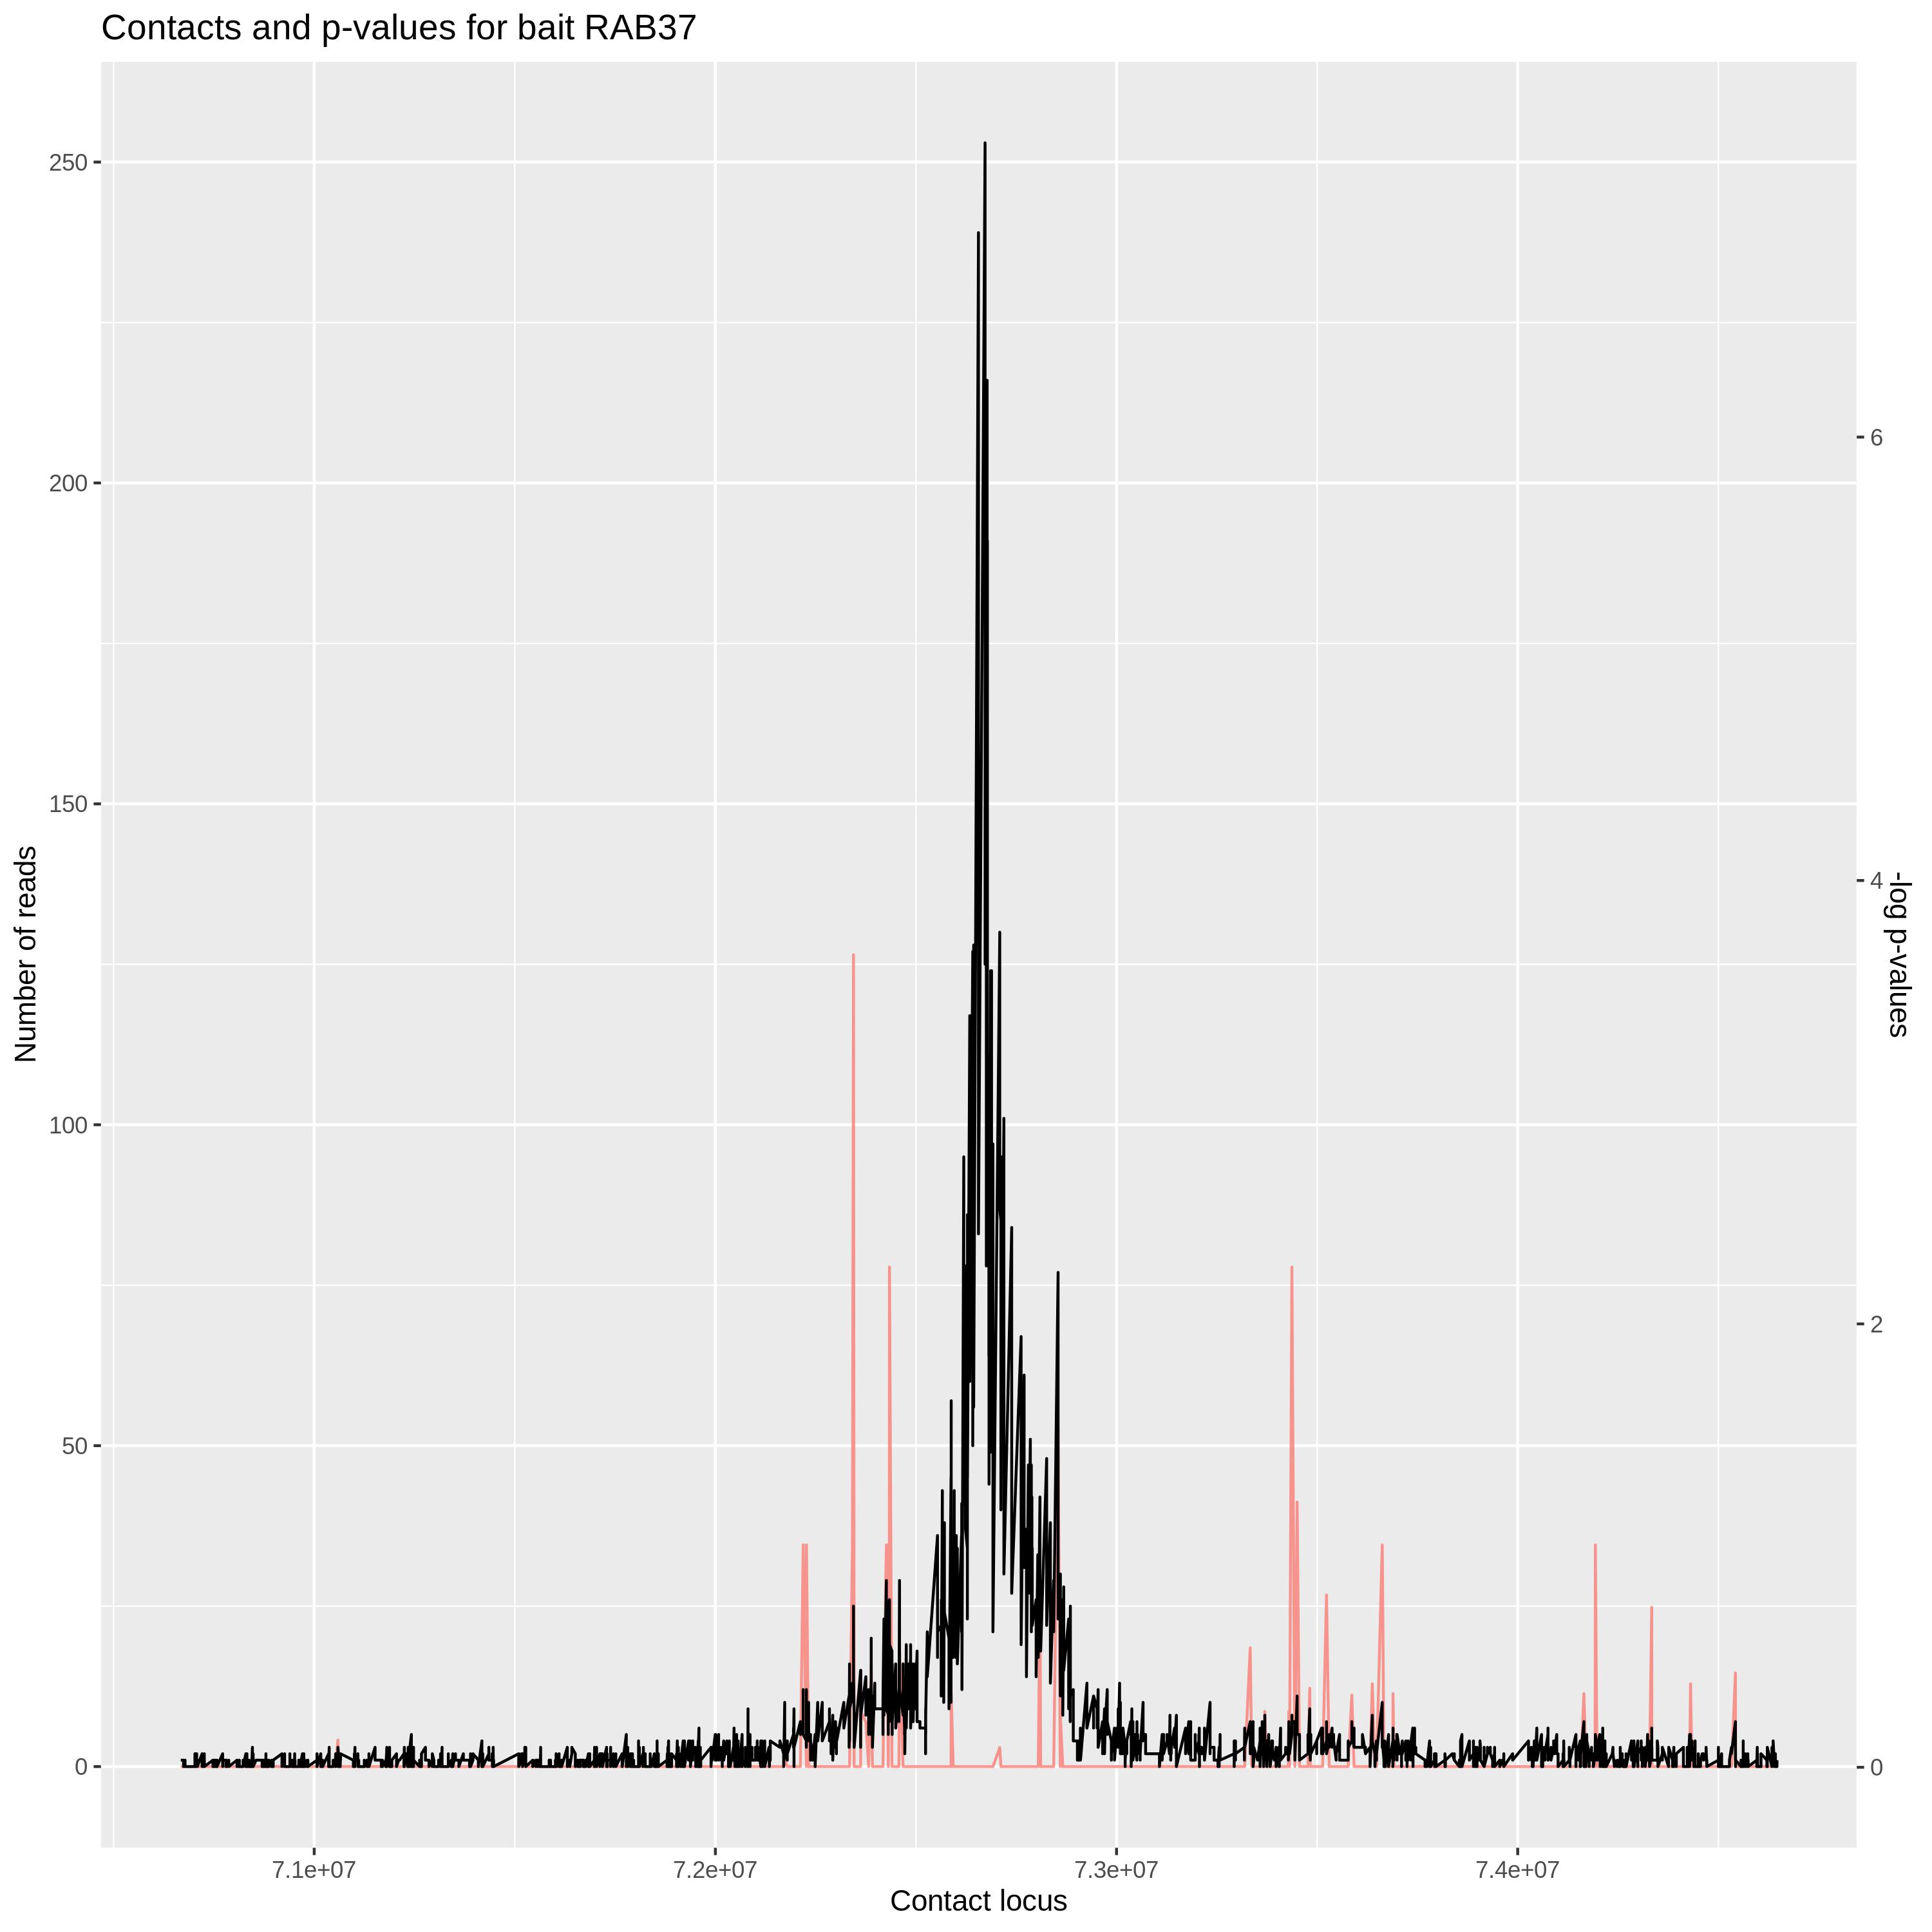 Contacts and p-values for bait RAB37
250
200
150
100
50
0
Number of reads
6
4
2
0
-log p-values
7.1e+07
7.2e+07
7.3e+07
7.4e+07
Contact locus